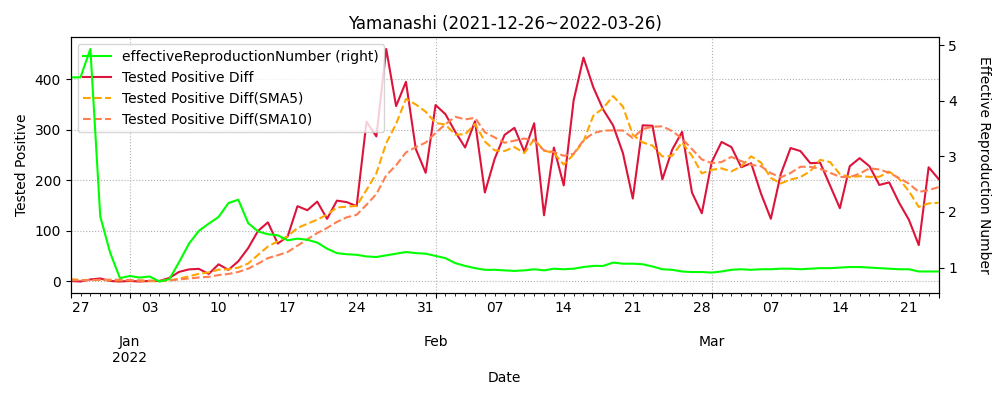 Yamanashi (2021-12-26~2022-03-26)
effectiveReproductionNumber (right)
Tested Positive Diff
Tested Positive Diff(SMA5)
Tested Positive Diff(SMA10)
Tested Positive
400
300
200
100
0
5
4
3
2
1
Effective Reproduction Number
27 03 10 17 24 31 07 14 21 28 07 14 21
Jan Feb Mar
2022
Date